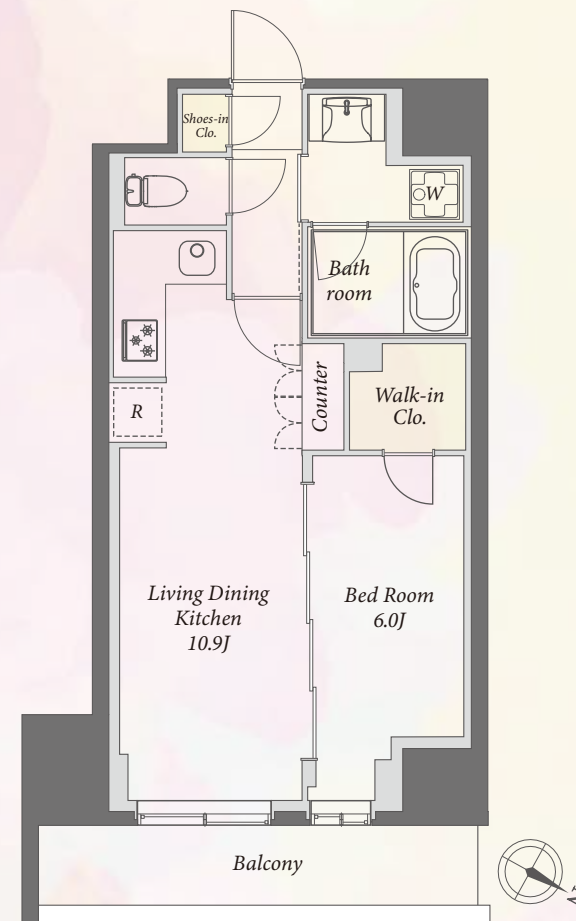 Shoes-in
Clo.
W
Bath
room
R
Counter
Walk-in
Clo.
Living Dining
Kitchen
10.9J
Bed Room
6.0J
Balcony